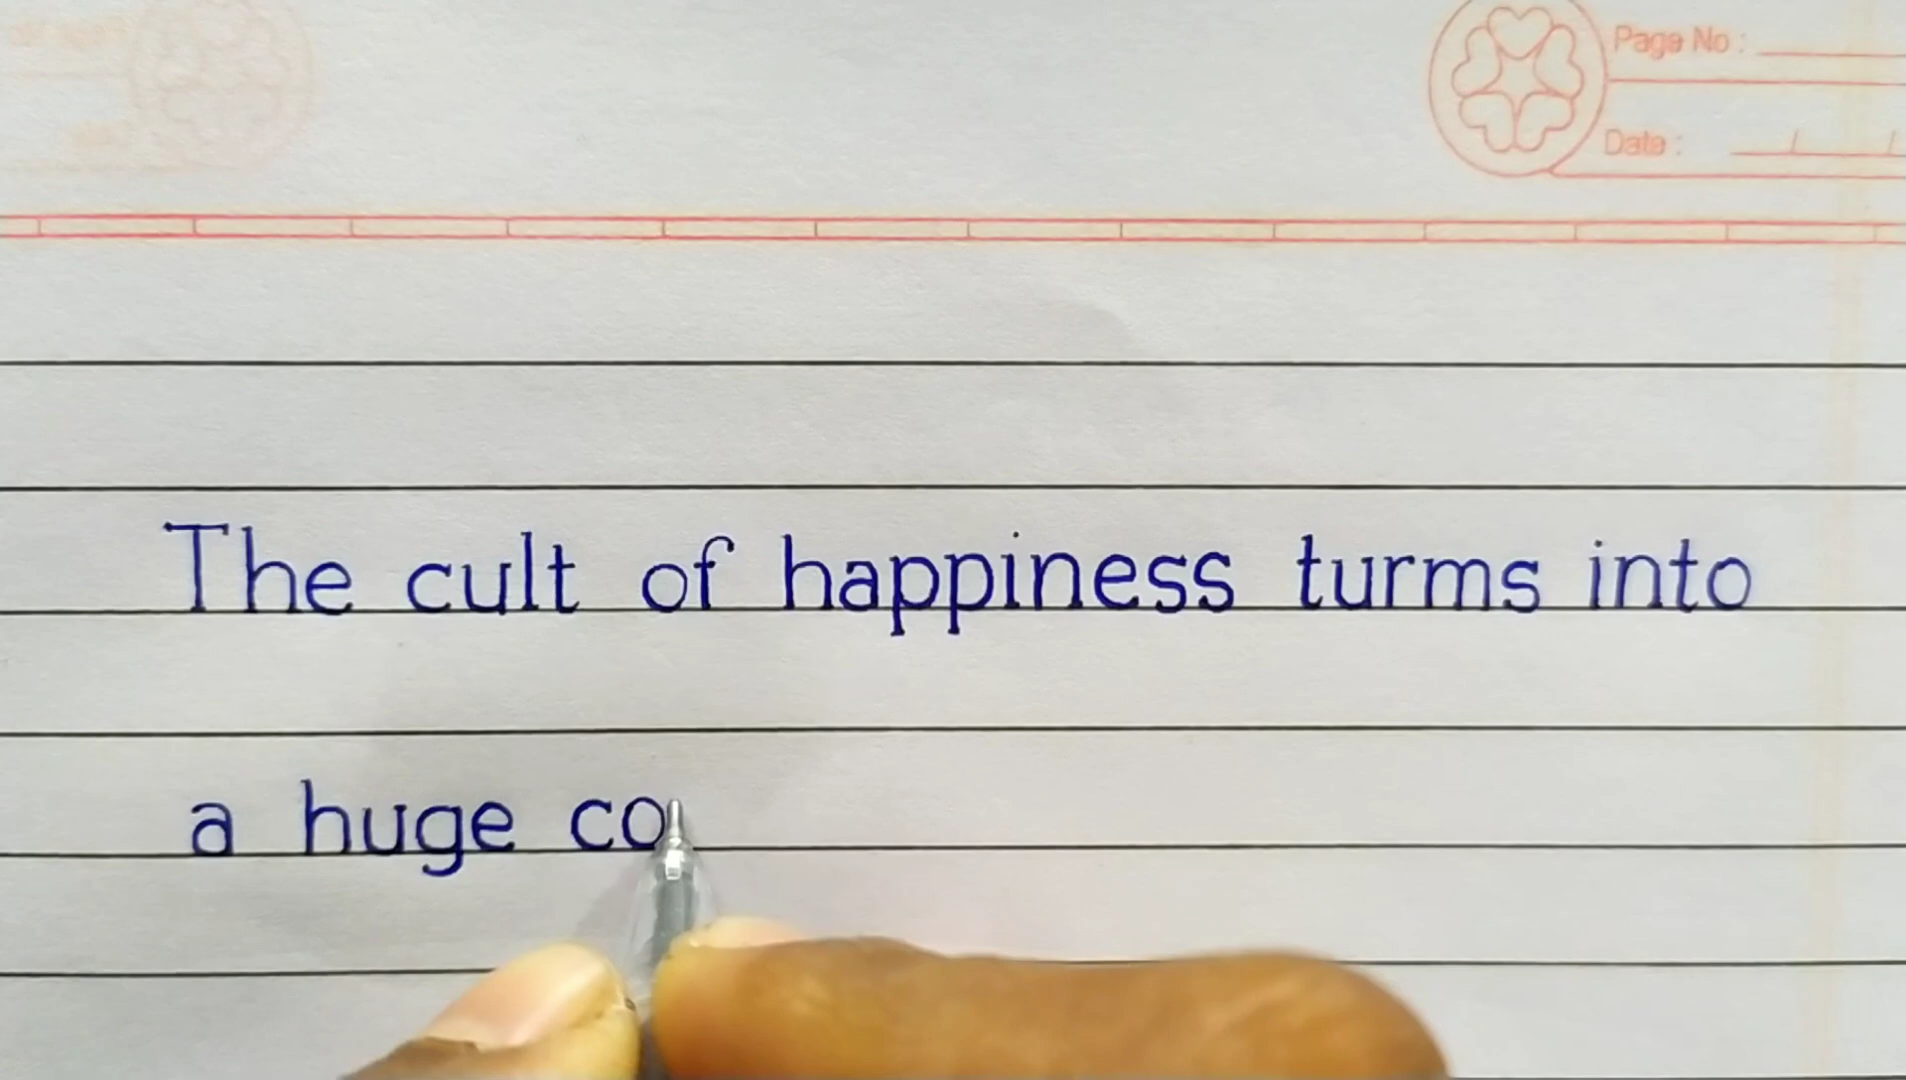 Page No :
Date :
The cult of happiness turms into
a huge co